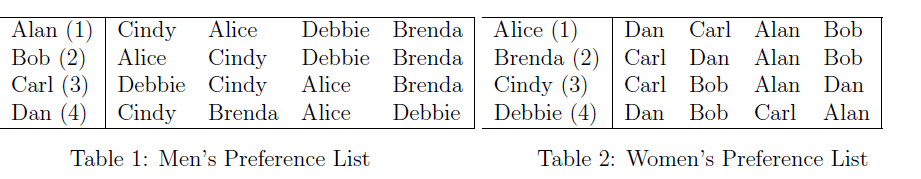 Alan (1) Cindy Alice Debbie Brenda
Bob (2) Alice Cindy Debbie Brenda
Carl (3) Debbie Cindy Alice Brenda
Dan (4) Cindy Brenda Alice Debbie
Table 1: Men's Preference List
Alice (1) Dan Carl Alan Bob
Brenda (2) Carl Dan Alan Bob
Cindy (3) Carl Bob Alan Dan
Debbie (4) Dan Bob Carl Alan
Table 2: Women's Preference List